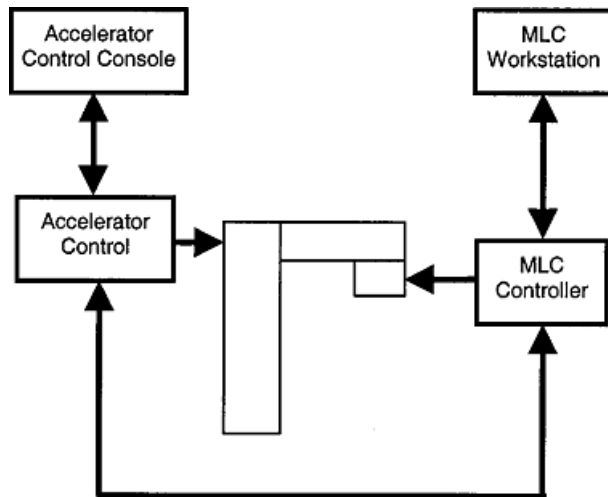 Accelerator
Control Console
MLC
Workstation
Accelerator
Control
MLC
Controller